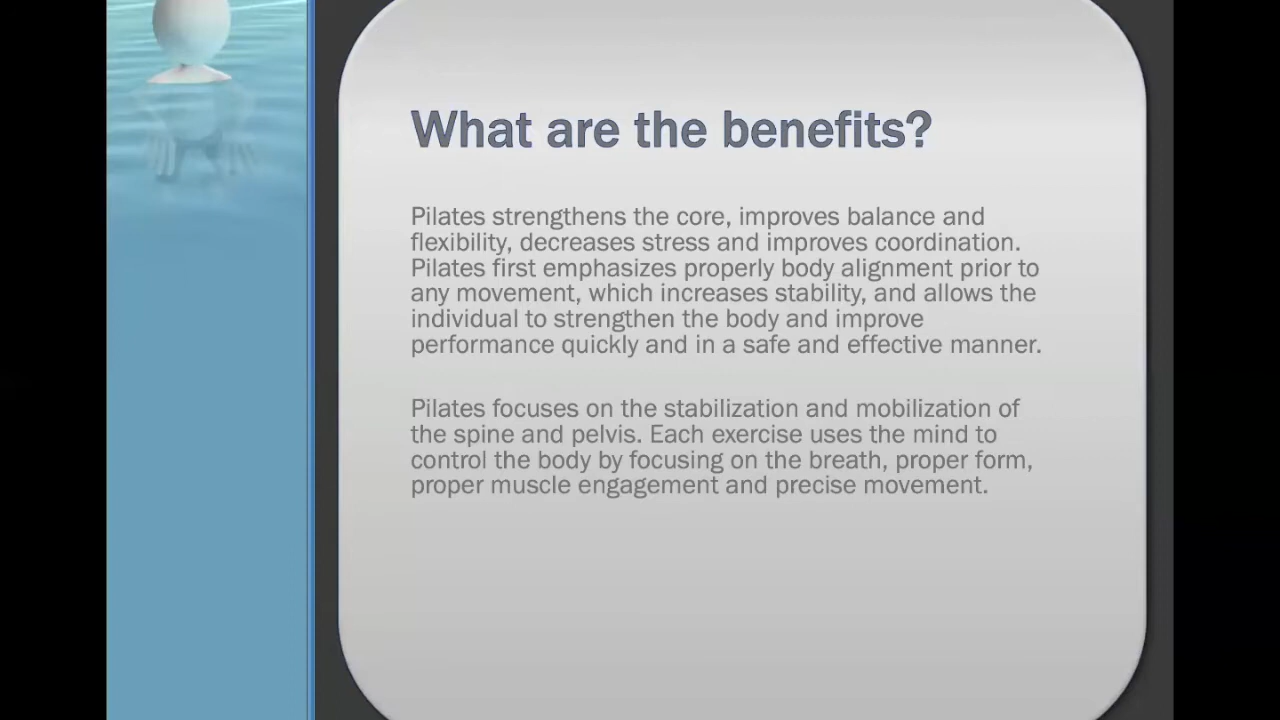 What are the benefits?
Pilates strengthens the core, improves balance and
flexibility, decreases stress and improves coordination.
Pilates first emphasizes properly body alignment prior to
any movement, which increases stability, and allows the
individual to strengthen the body and improve
performance quickly and in a safe and effective manner.
Pilates focuses on the stabilization and mobilization of
the spine and pelvis. Each exercise uses the mind to
control the body by focusing on the breath, proper form,
proper muscle engagement and precise movement.